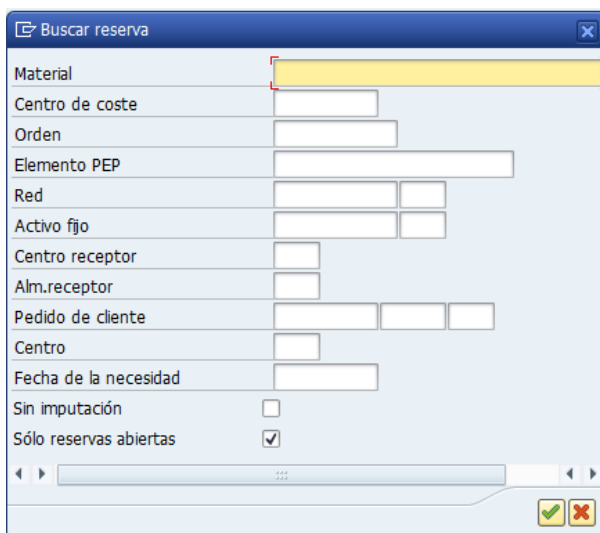 Buscar reserva
Material
Centro de coste
Orden
Elemento PEP
Red
Activo fijo
Centro receptor
Alm.receptor
Pedido de cliente
Centro
Fecha de la necesidad
Sin imputación
Sólo reservas abiertas